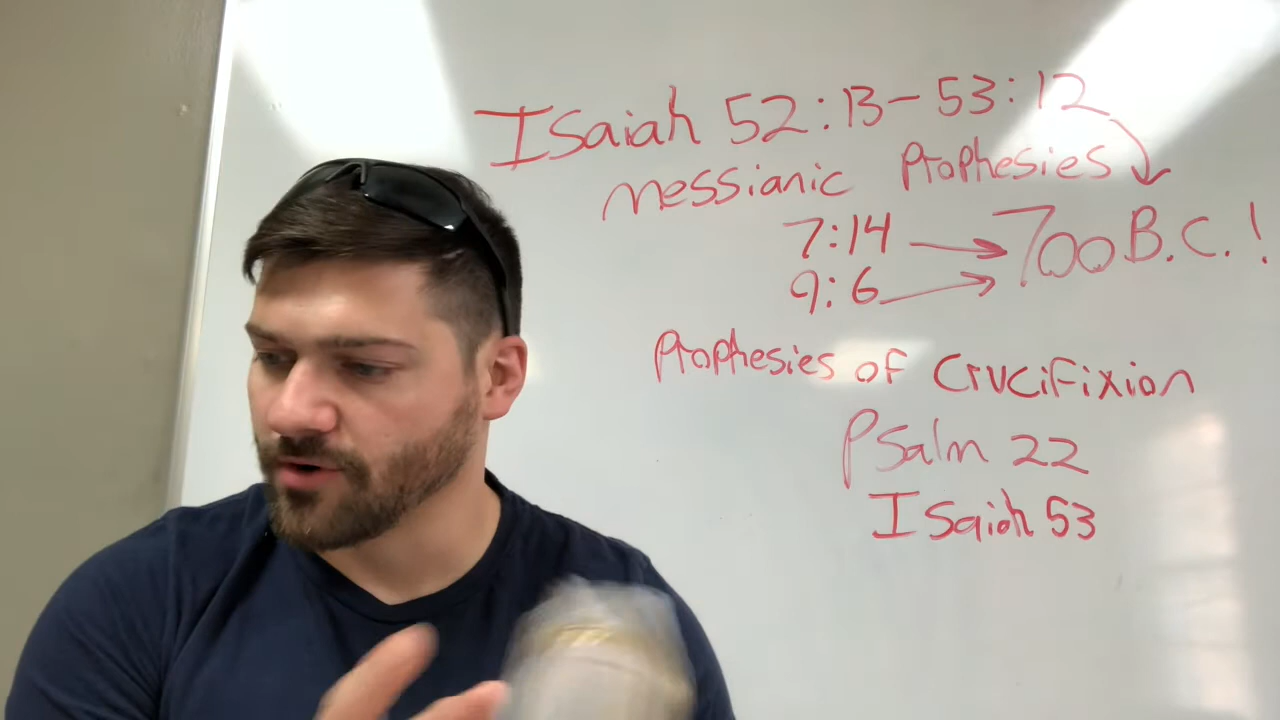 Isaiah 52:13-53:12
messianic Prophesies
7:14 → 700 B.C.!
9:6 →
Prophesies of Crucifixion
Psalm 22
Isaiah 53